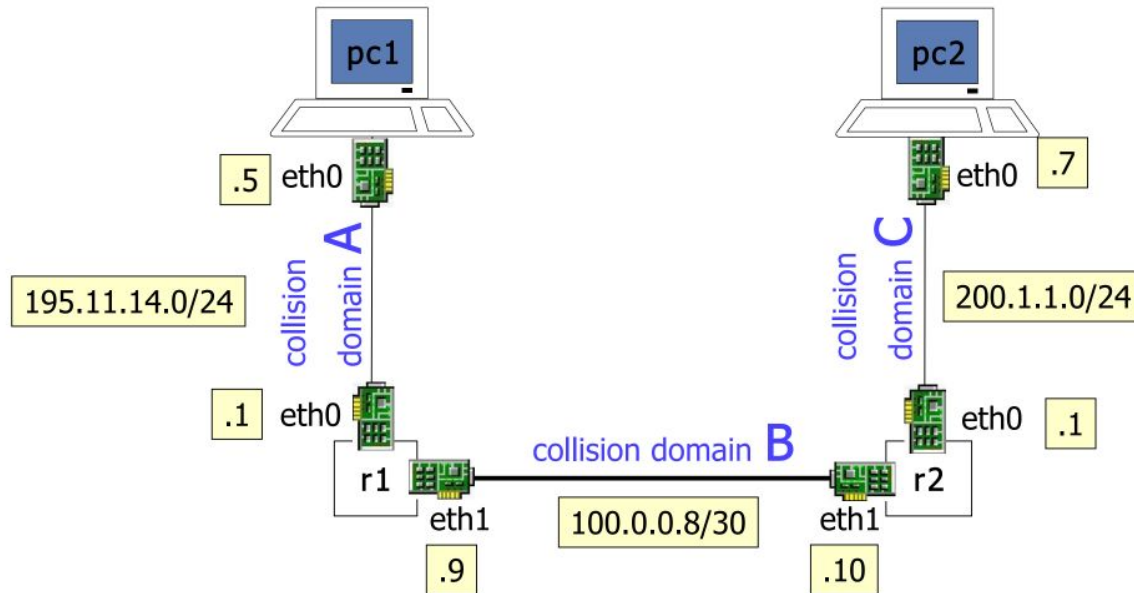 pc1
pc2
.5
eth0
eth0
.7
195.11.14.0/24
collision
domain A
collision
domain C
200.1.1.0/24
.1
eth0
eth0
.1
r1
collision domain B
r2
eth1
100.0.0.8/30
eth1
.9
.10